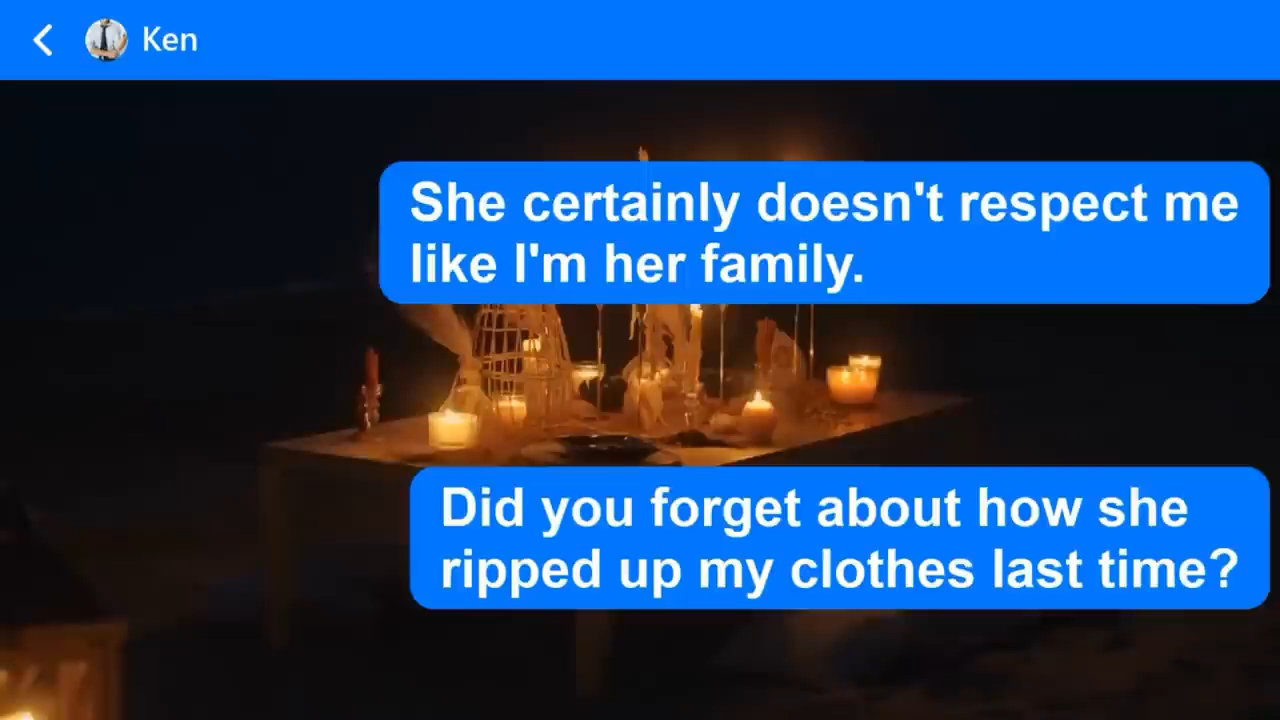 Ken
She certainly doesn't respect me
like I'm her family.
Did you forget about how she
ripped up my clothes last time?